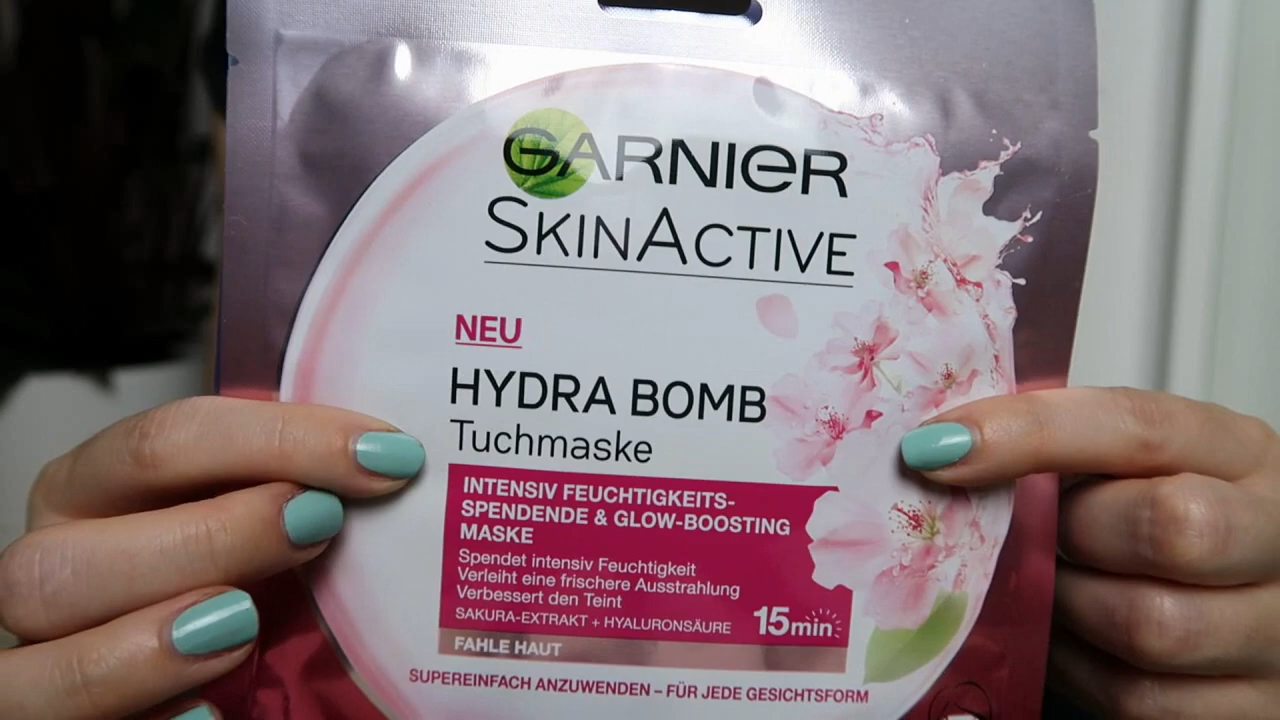 GARNIER
SKINACTIVE
NEU
HYDRA BOMB
Tuchmaske
INTENSIV FEUCHTIGKEITS-
SPENDENDE & GLOW-BOOSTING
MASKE
Spendet intensiv Feuchtigkeit
Verleiht eine frischere Ausstrahlung
Verbessert den Teint
SAKURA-EXTRAKT + HYALURONSÄURE
15min
FAHLE HAUT
SUPEREINFACH ANZUWENDEN – FÜR JEDE GESICHTSFORM